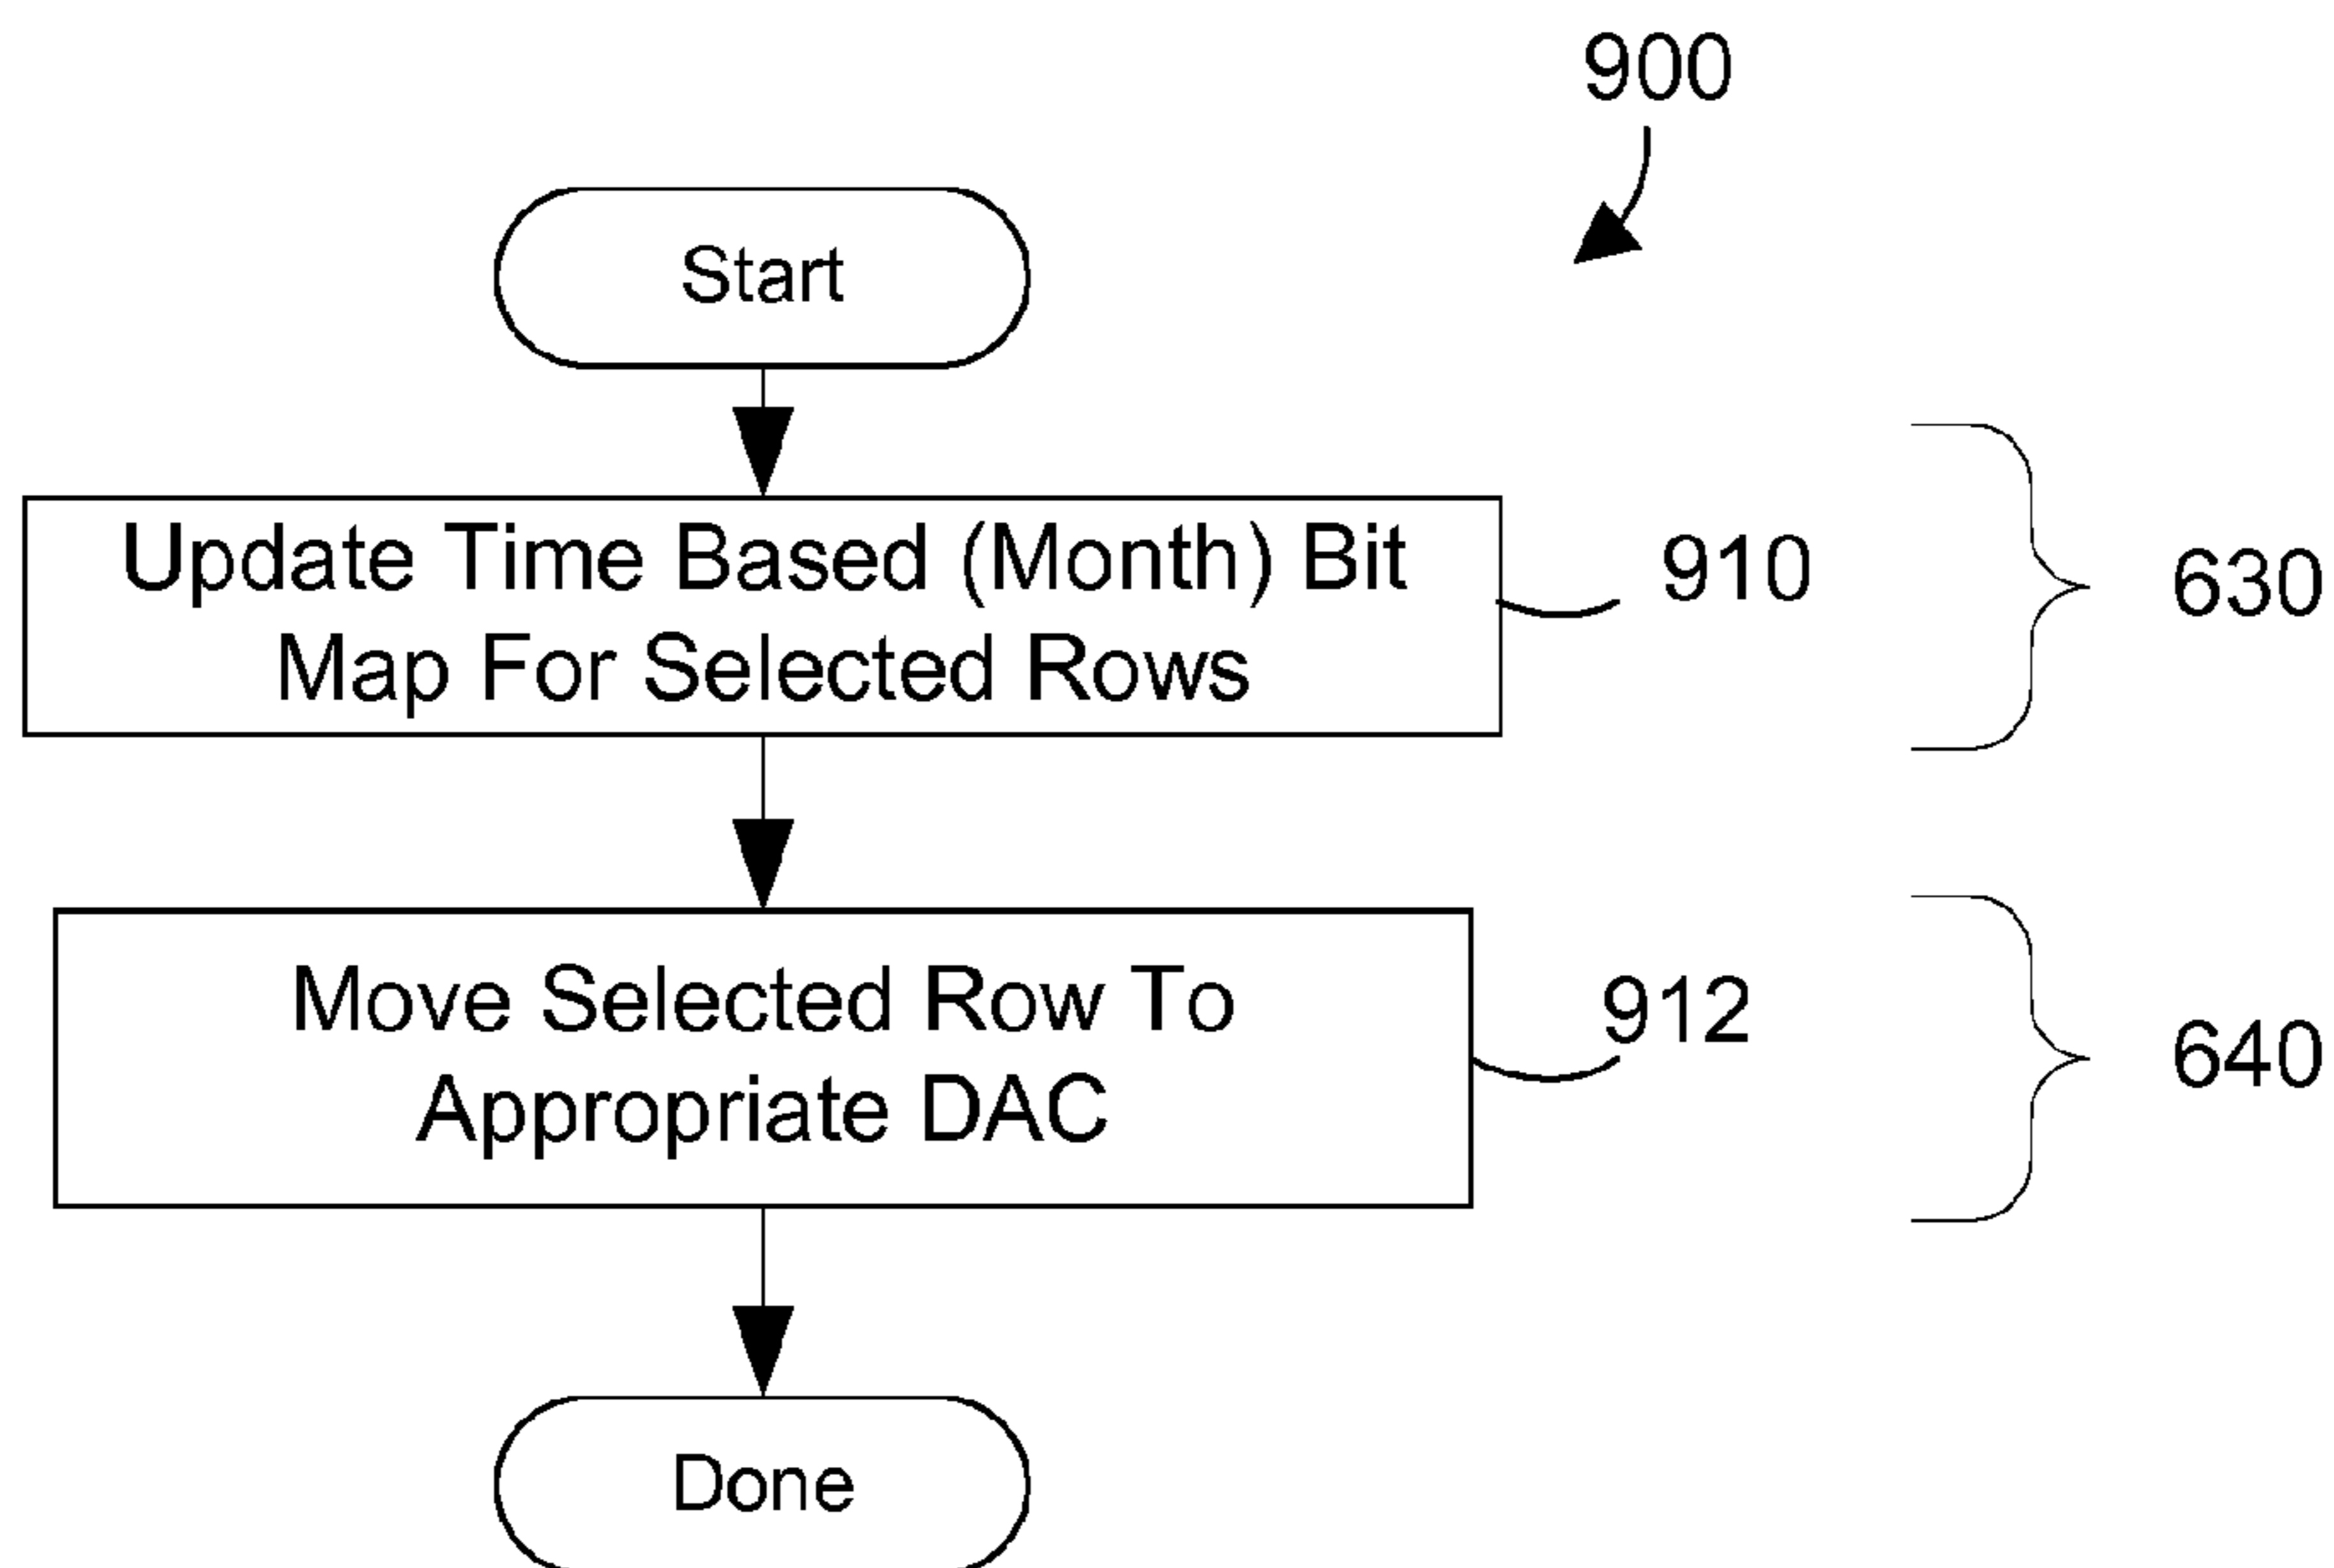 900
Start
Update Time Based (Month) Bit
Map For Selected Rows
910
630
Move Selected Row To
Appropriate DAC
912
640
Done